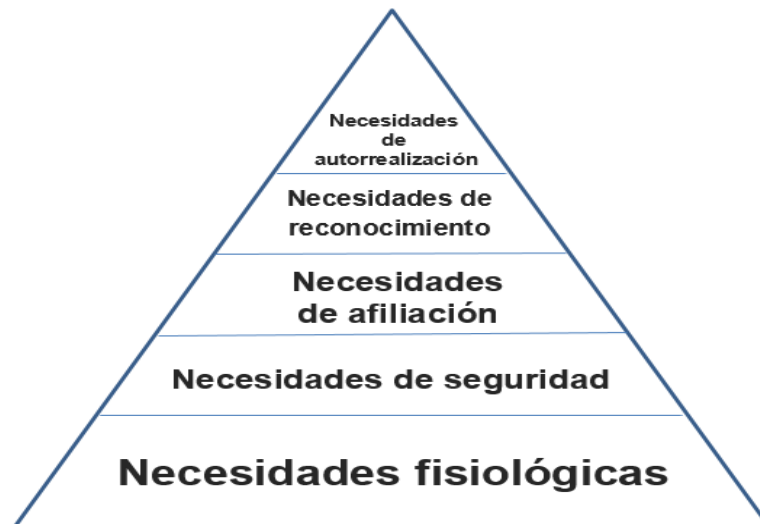 Necesidades
de
autorrealización
Necesidades de
reconocimiento
Necesidades
de afiliación
Necesidades de seguridad
Necesidades fisiológicas